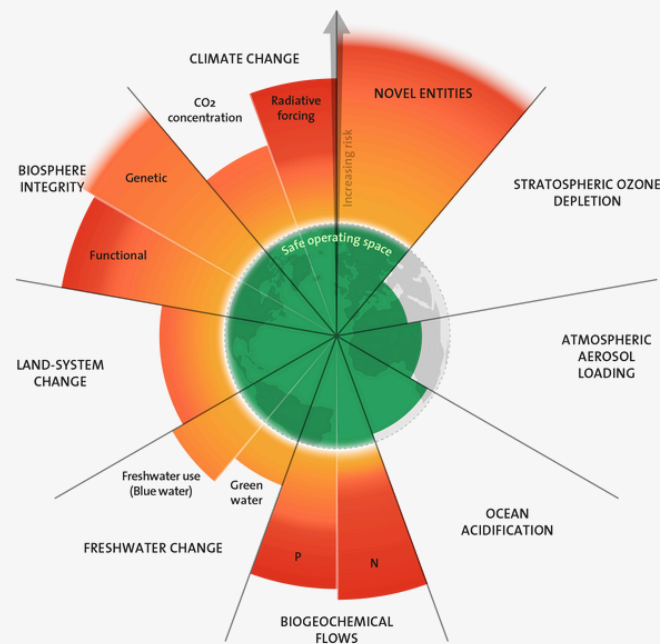 CLIMATE CHANGE
CO2
concentration
Radiative
forcing
Increasing risk
NOVEL ENTITIES
STRATOSPHERIC OZONE
DEPLETION
BIOSPHERE
INTEGRITY
Genetic
Functional
Safe operating space
ATMOSPHERIC
AEROSOL
LOADING
LAND-SYSTEM
CHANGE
Freshwater use
(Blue water)
Green
water
FRESHWATER CHANGE
P
N
OCEAN
ACIDIFICATION
BIOGEOCHEMICAL
FLOWS